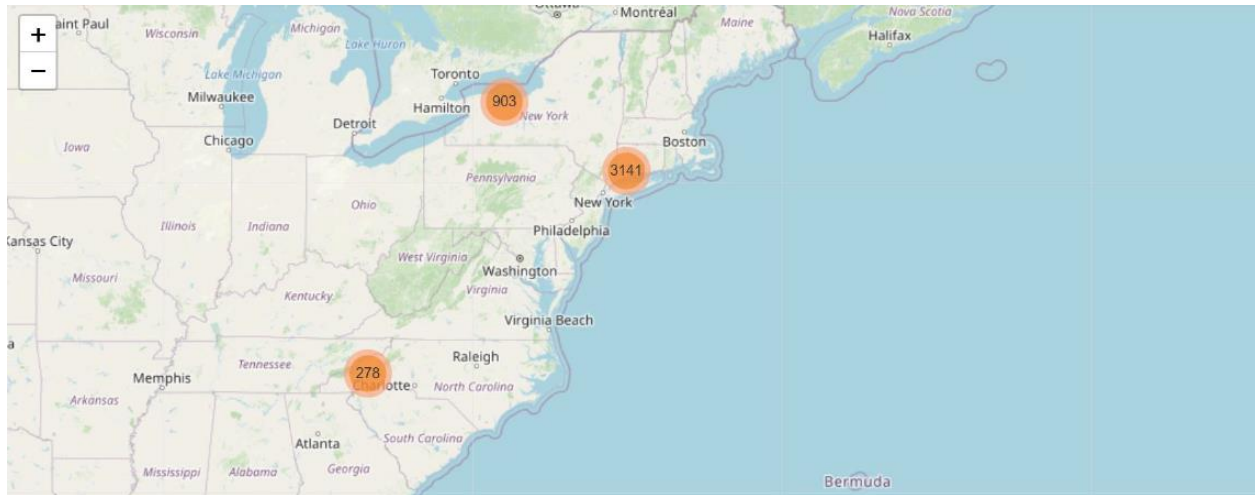 +
−
Saint Paul
Wisconsin
Michigan
Ottawa
Montréal
Maine
Nova Scotia
Halifax
Lake Huron
Lake Michigan
Toronto
Milwaukee
Hamilton
903
New York
Detroit
Chicago
Iowa
Boston
3141
Pennsylvania
New York
Ohio
Illinois
Indiana
Philadelphia
Kansas City
West Virginia
Washington
Missouri
Kentucky
Virginia
Virginia Beach
Raleigh
Tennessee
278
Charlotte
North Carolina
Memphis
Arkansas
Atlanta
South Carolina
Mississippi
Alabama
Georgia
Bermuda